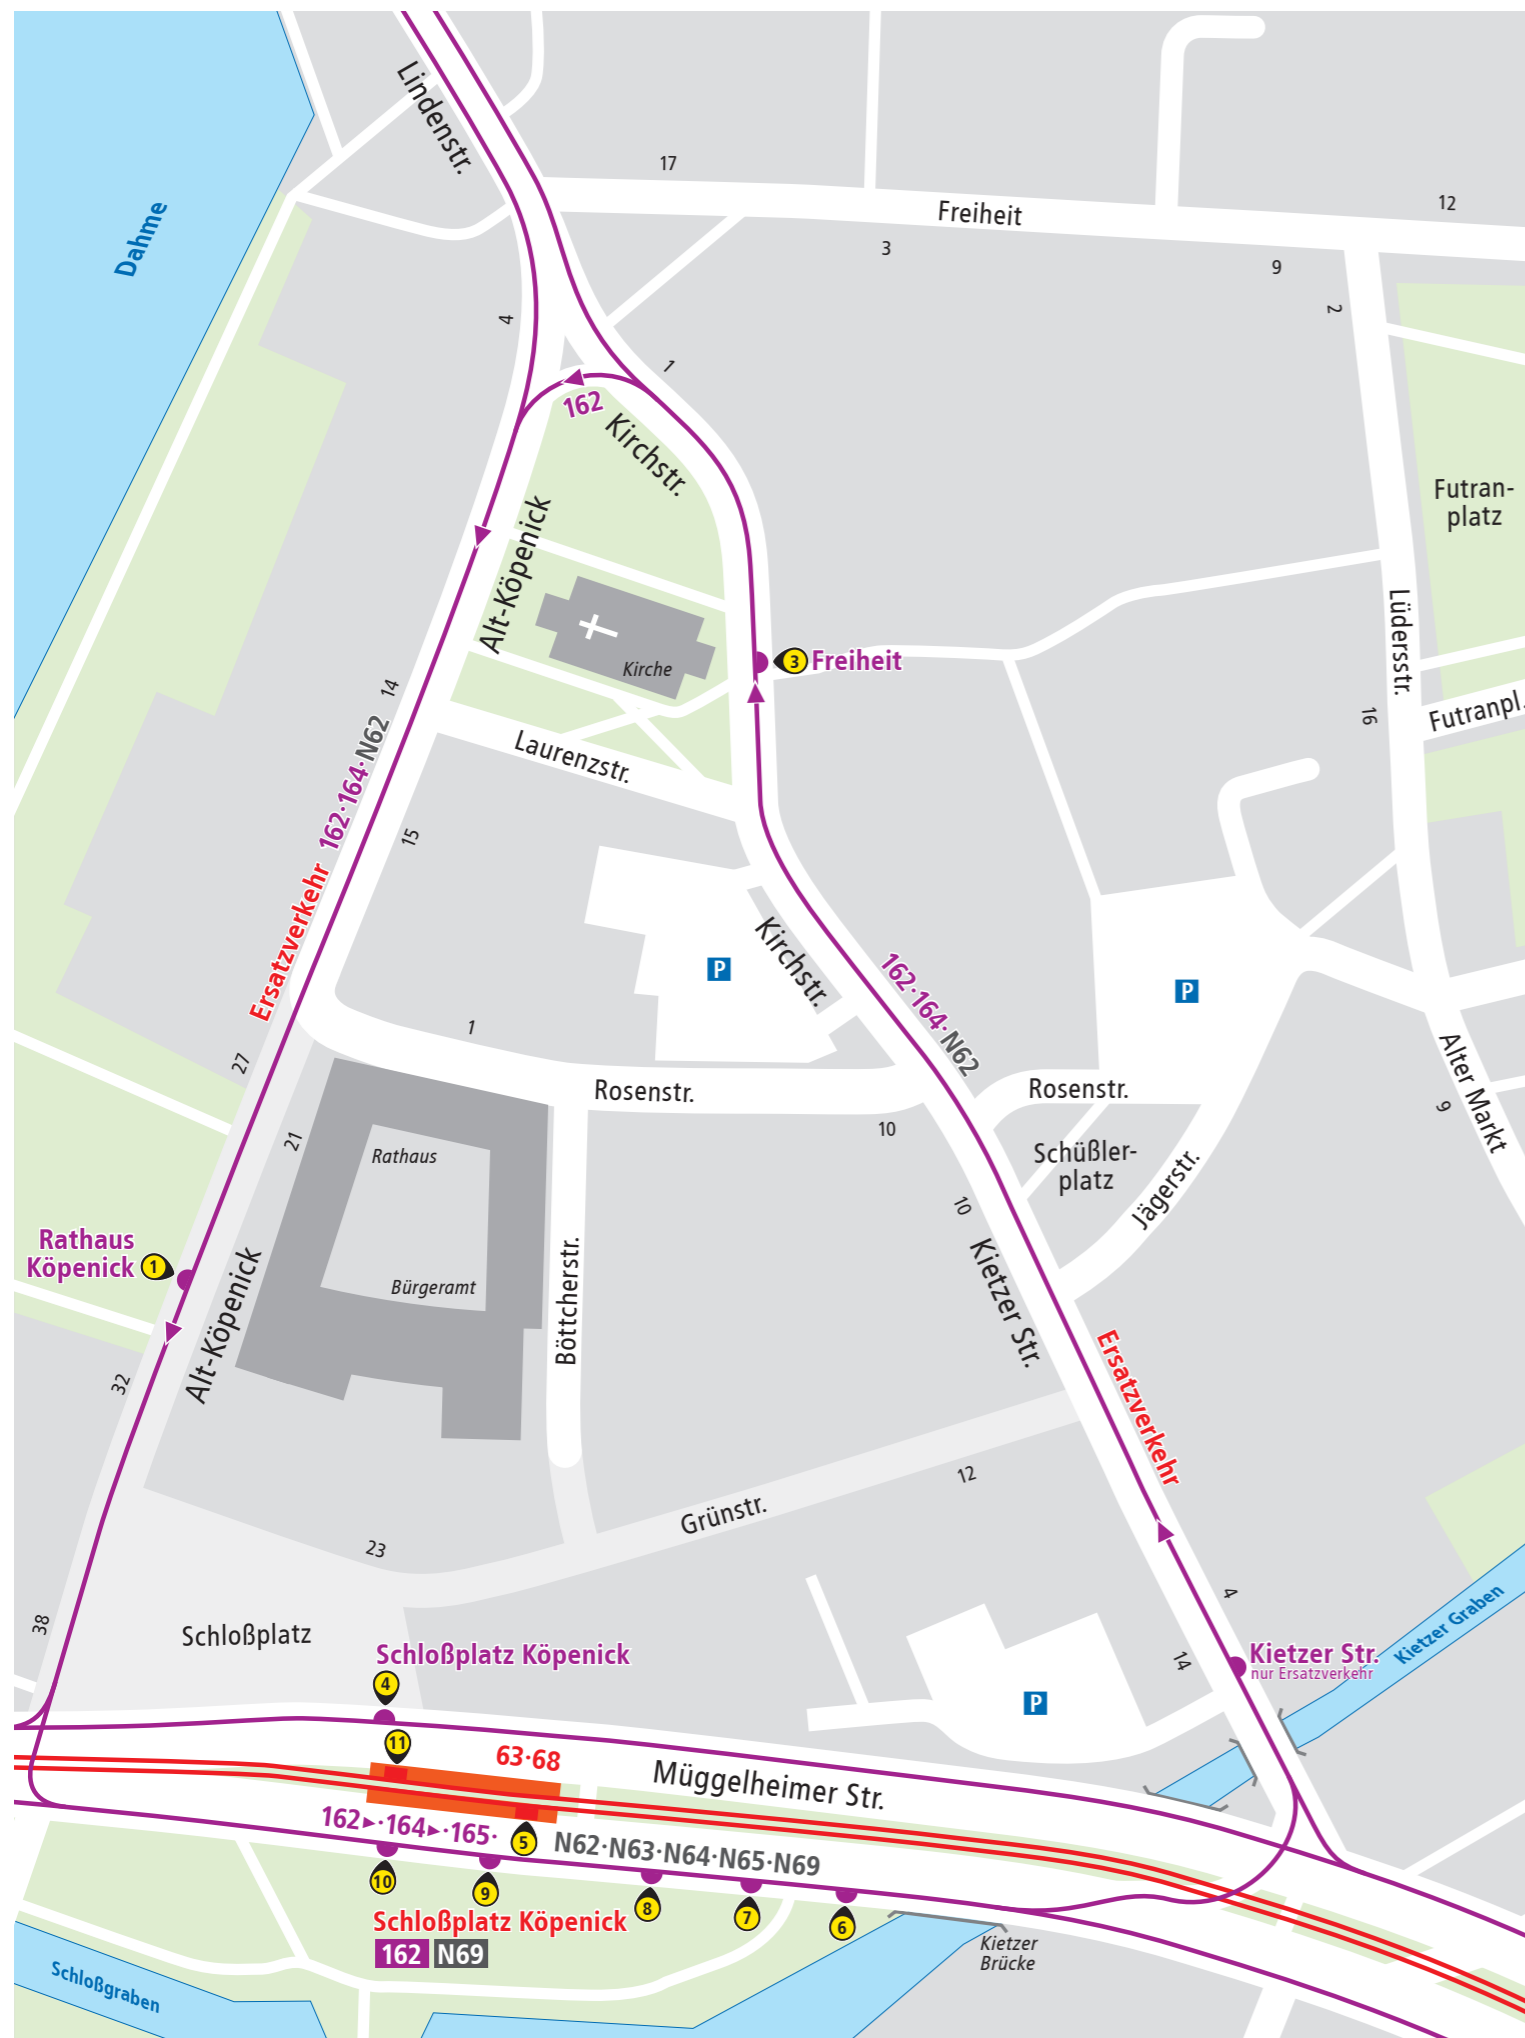 Lindenstr.
17
12
Freiheit
Dahme
3
9
2
4
1
162
Kirchstr.
Futran-
platz
Alt-Köpenick
Lüdersstr.
Kirche
3 Freiheit
14
16
Futranpl.
162·164·N62
Laurenzstr.
15
Ersatzverkehr
Kirchstr.
P
162·164·N62
P
1
27
Alter Markt
Rosenstr.
Rosenstr.
9
10
21
Rathaus
Schüßler-
platz
Jägerstr.
10
Rathaus
Köpenick 1
Alt-Köpenick
Bürgeramt
Böttcherstr.
Kietzer Str.
32
Ersatzverkehr
12
Grünstr.
23
4
Kietzer Graben
38
Schloßplatz
Schloßplatz Köpenick
14
Kietzer Str.
nur Ersatzverkehr
4
P
11
63·68
Müggelheimer Str.
162▸·164▸·165·
5
N62·N63·N64·N65·N69
10
9
8
7
6
Schloßplatz Köpenick
162 N69
Kietzer
Brücke
Schloßgraben